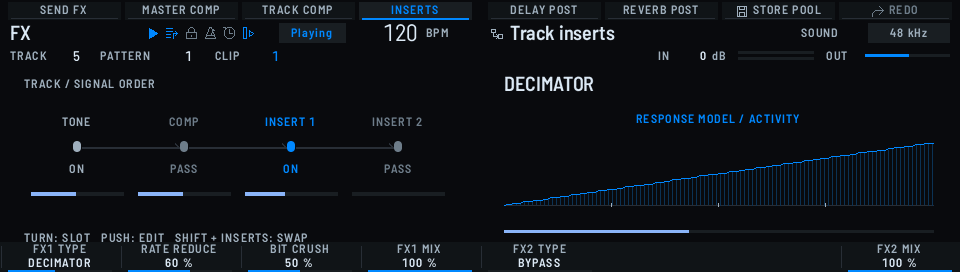 SEND FX MASTER COMP TRACK COMP INSERTS DELAY POST REVERB POST STORE POOL REDO
FX Playing 120 BPM Track inserts SOUND 48 kHz
TRACK 5 PATTERN 1 CLIP 1 IN 0 dB OUT
TRACK / SIGNAL ORDER
DECIMATOR
TONE COMP INSERT 1 INSERT 2
RESPONSE MODEL / ACTIVITY
ON PASS ON PASS
TURN: SLOT PUSH: EDIT SHIFT + INSERTS: SWAP
FX1 TYPE RATE REDUCE BIT CRUSH FX1 MIX FX2 TYPE FX2 MIX
DECIMATOR 60 % 50 % 100 % BYPASS 100 %